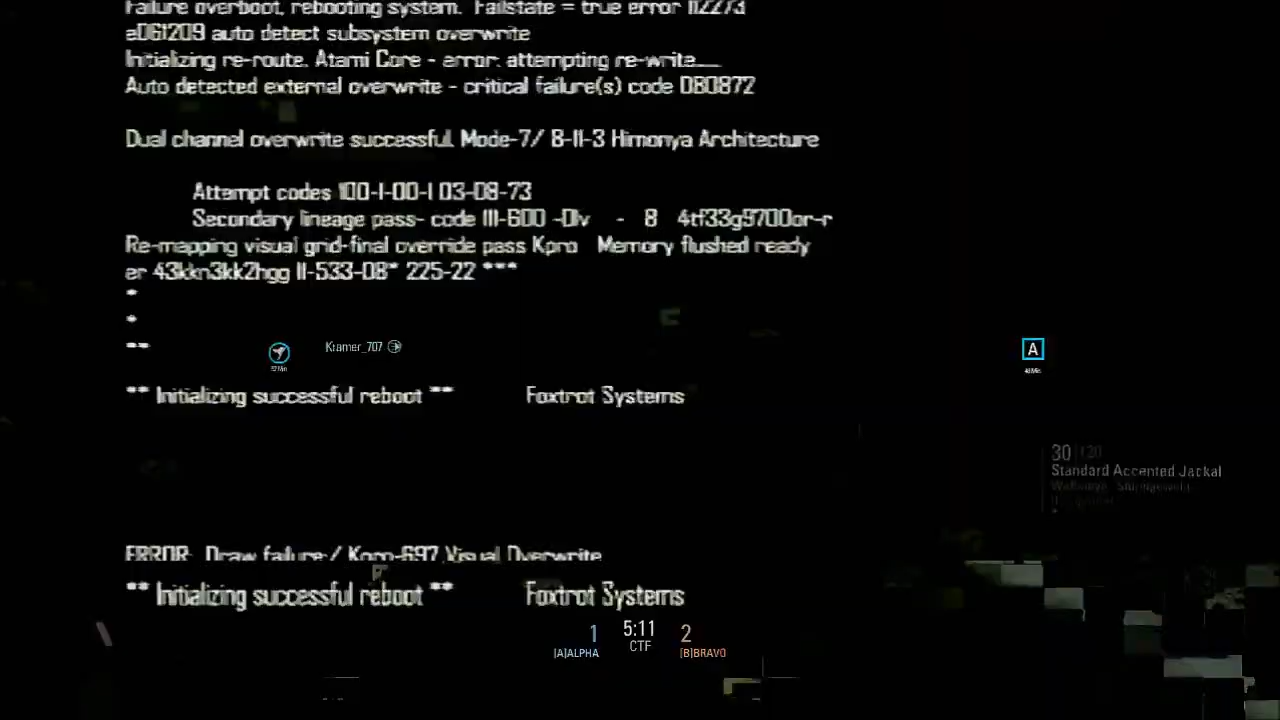 Failure overboot, rebooting system. Failstate = true error 112273
e061209 auto detect subsystem overwrite
Initializing re-route. Atami Core - error: attempting re-write.....
Auto detected external overwrite - critical failure(s) code 080872
Dual channel overwrite successful. Mode-7/ 8-11-3 Himonya Architecture
Attempt codes 100-1-00-1 03-08-73
Secondary lineage pass- code III-600 -Dlv - 8 4tf33g9700or-r
Re-mapping visual grid-final override pass Kpro Memory flushed ready
er 43kkn3kk2hgg II-533-08* 225-22 ***
*
*
**
Kramer_707
A
** Initializing successful reboot ** Foxtrot Systems
30 120
Standard Accented Jackal
ERROR: Draw failure / Kpro-697 Visual Overwrite
** Initializing successful reboot ** Foxtrot Systems
1 5:11 2
[A]ALPHA CTF [B]BRAVO